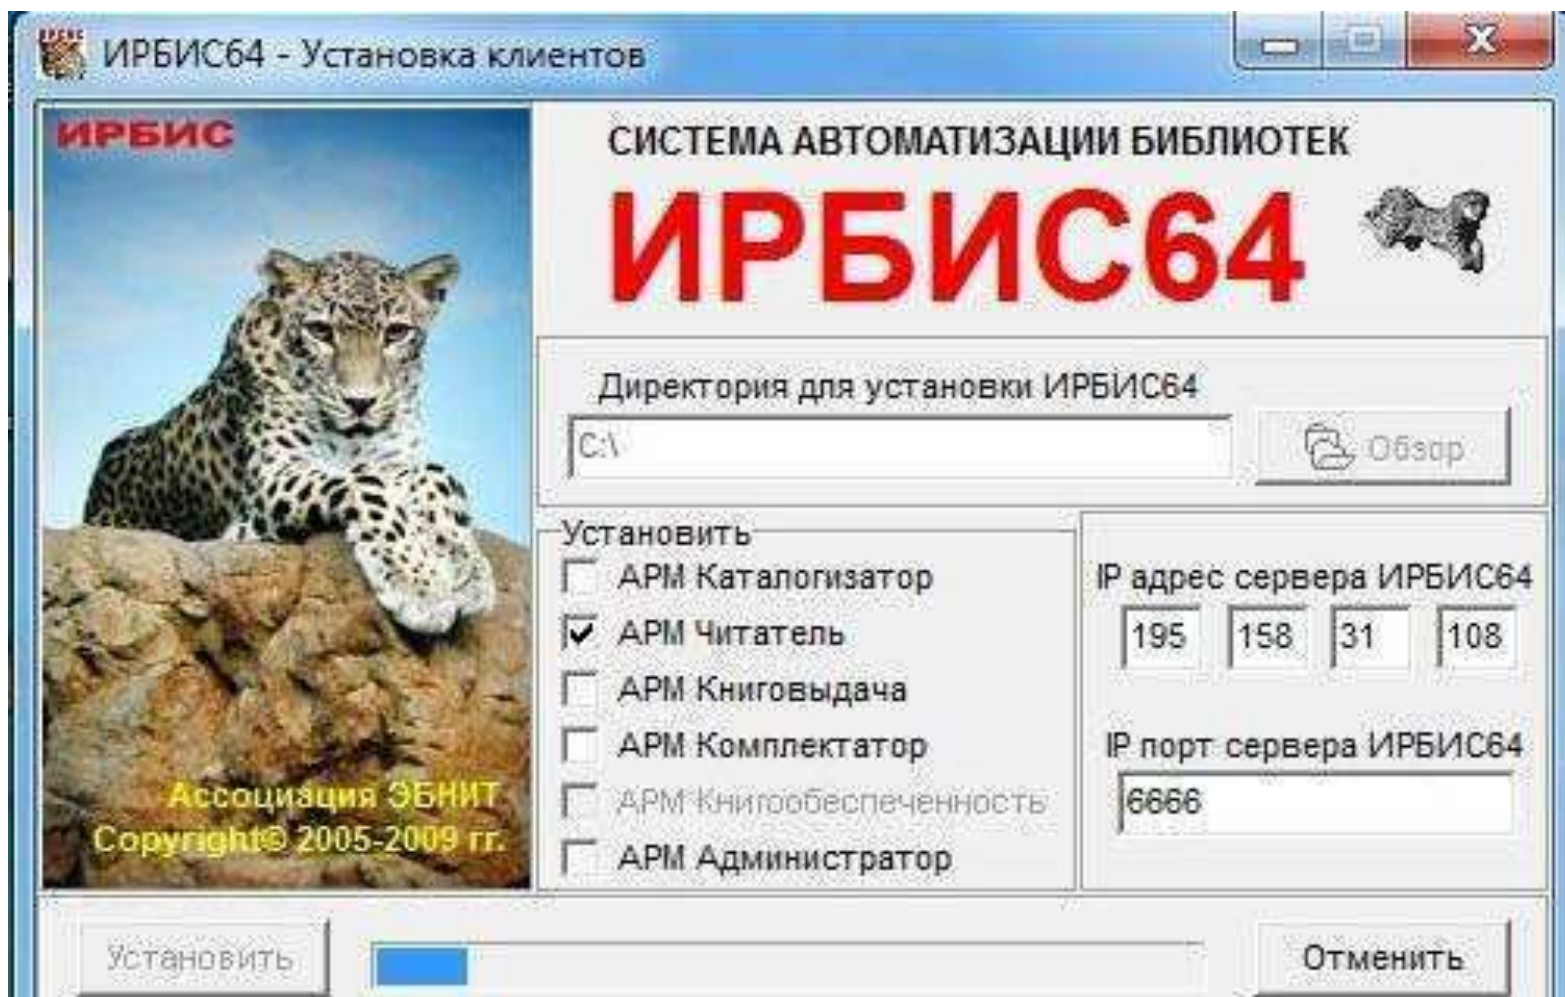 ИРБИС64 - Установка клиентов
ИРБИС
СИСТЕМА АВТОМАТИЗАЦИИ БИБЛИОТЕК
ИРБИС64
Директория для установки ИРБИС64
C:\
Обзор
Установить
АРМ Каталогизатор
АРМ Читатель
АРМ Книговыдача
АРМ Комплектатор
АРМ Книгообеспеченность
АРМ Администратор
IP адрес сервера ИРБИС64
195 158 31 108
IP порт сервера ИРБИС64
6666
Ассоциация ЭБНИТ
Copyright© 2005-2009 гг.
Установить
Отменить